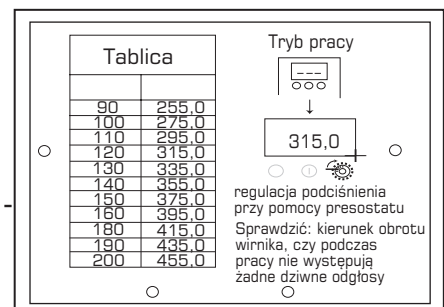 Tablica
90 255,0
100 275,0
110 295,0
120 315,0
130 335,0
140 355,0
150 375,0
160 395,0
180 415,0
190 435,0
200 455,0
Tryb pracy
---
315,0
regulacja podciśnienia
przy pomocy presostatu
Sprawdzić: kierunek obrotu
wirnika, czy podczas
pracy nie występują
żadne dziwne odgłosy